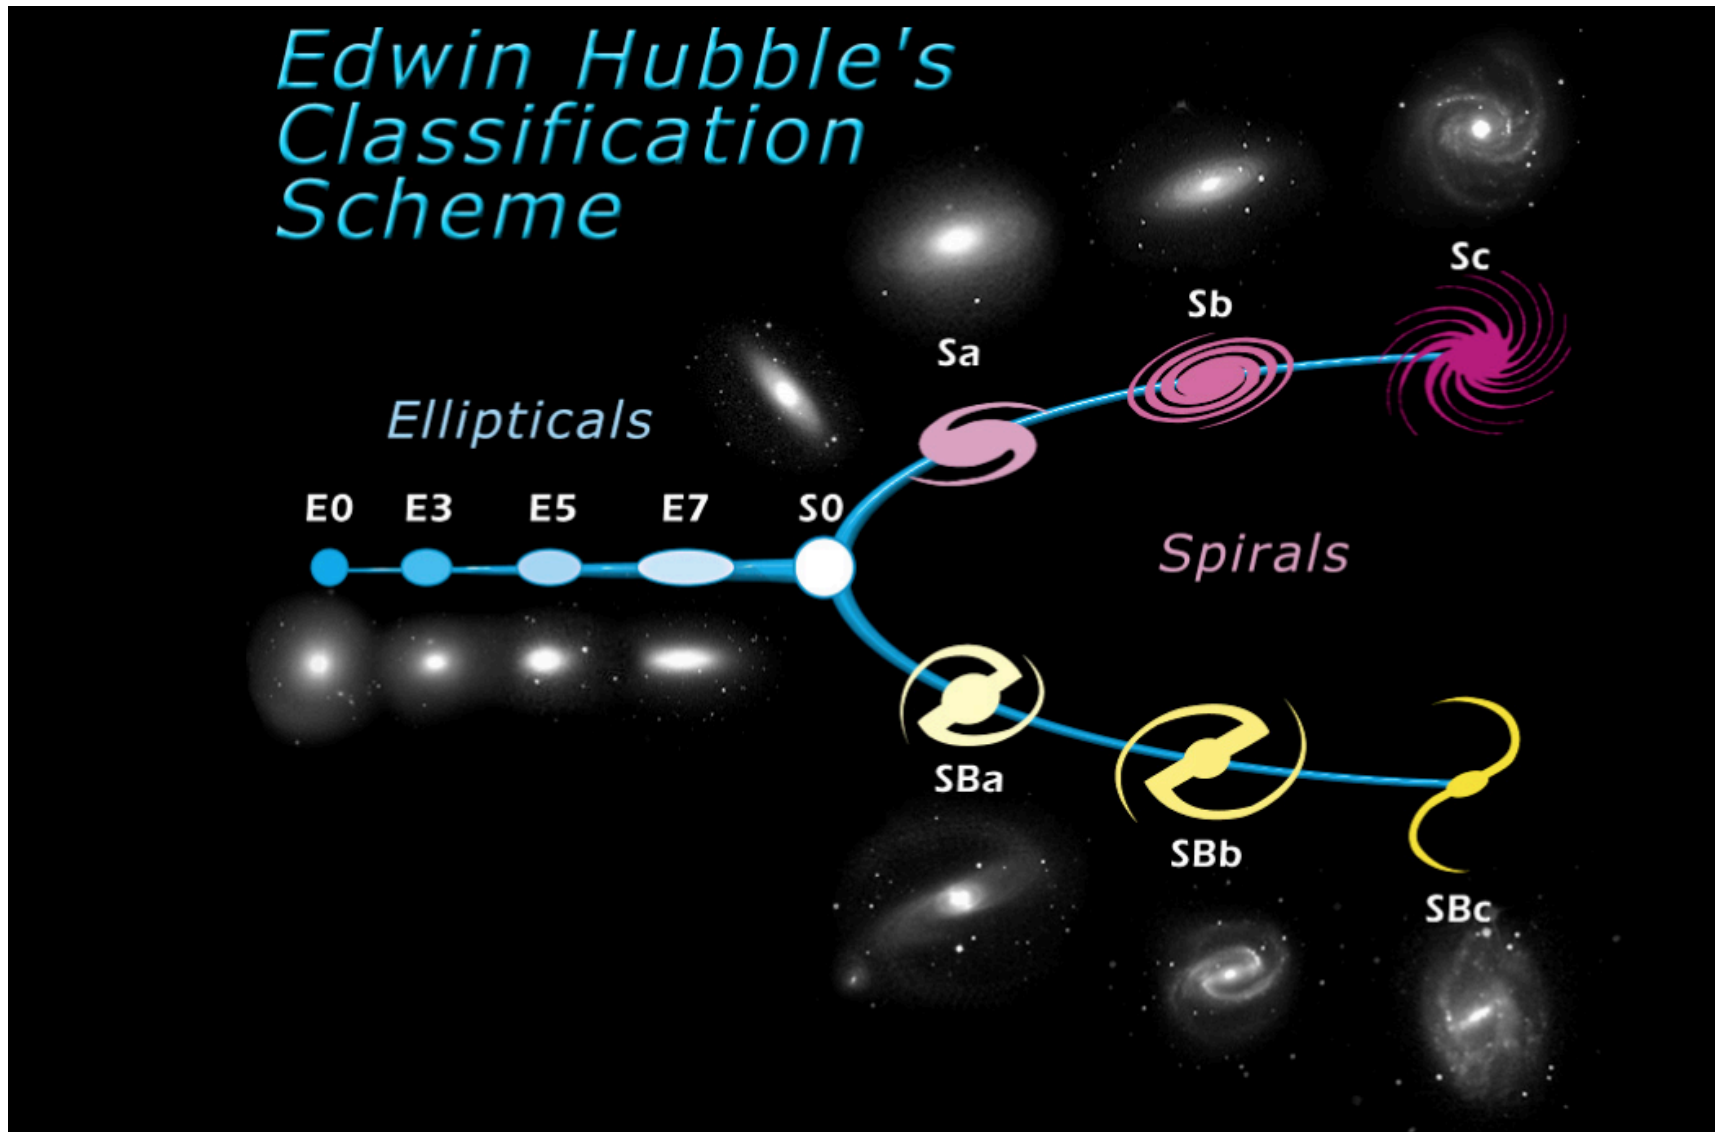 Edwin Hubble's
Classification
Scheme
Sc
Sb
Sa
Ellipticals
E0 E3 E5 E7 S0
Spirals
SBa
SBb
SBc